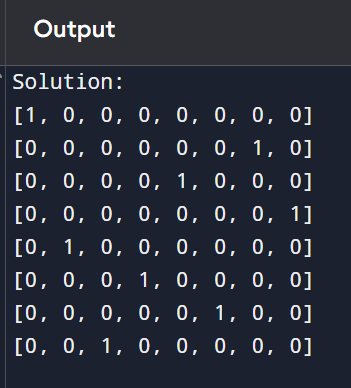 Output
Solution:
[1, 0, 0, 0, 0, 0, 0, 0]
[0, 0, 0, 0, 0, 0, 1, 0]
[0, 0, 0, 0, 1, 0, 0, 0]
[0, 0, 0, 0, 0, 0, 0, 1]
[0, 1, 0, 0, 0, 0, 0, 0]
[0, 0, 0, 1, 0, 0, 0, 0]
[0, 0, 0, 0, 0, 1, 0, 0]
[0, 0, 1, 0, 0, 0, 0, 0]